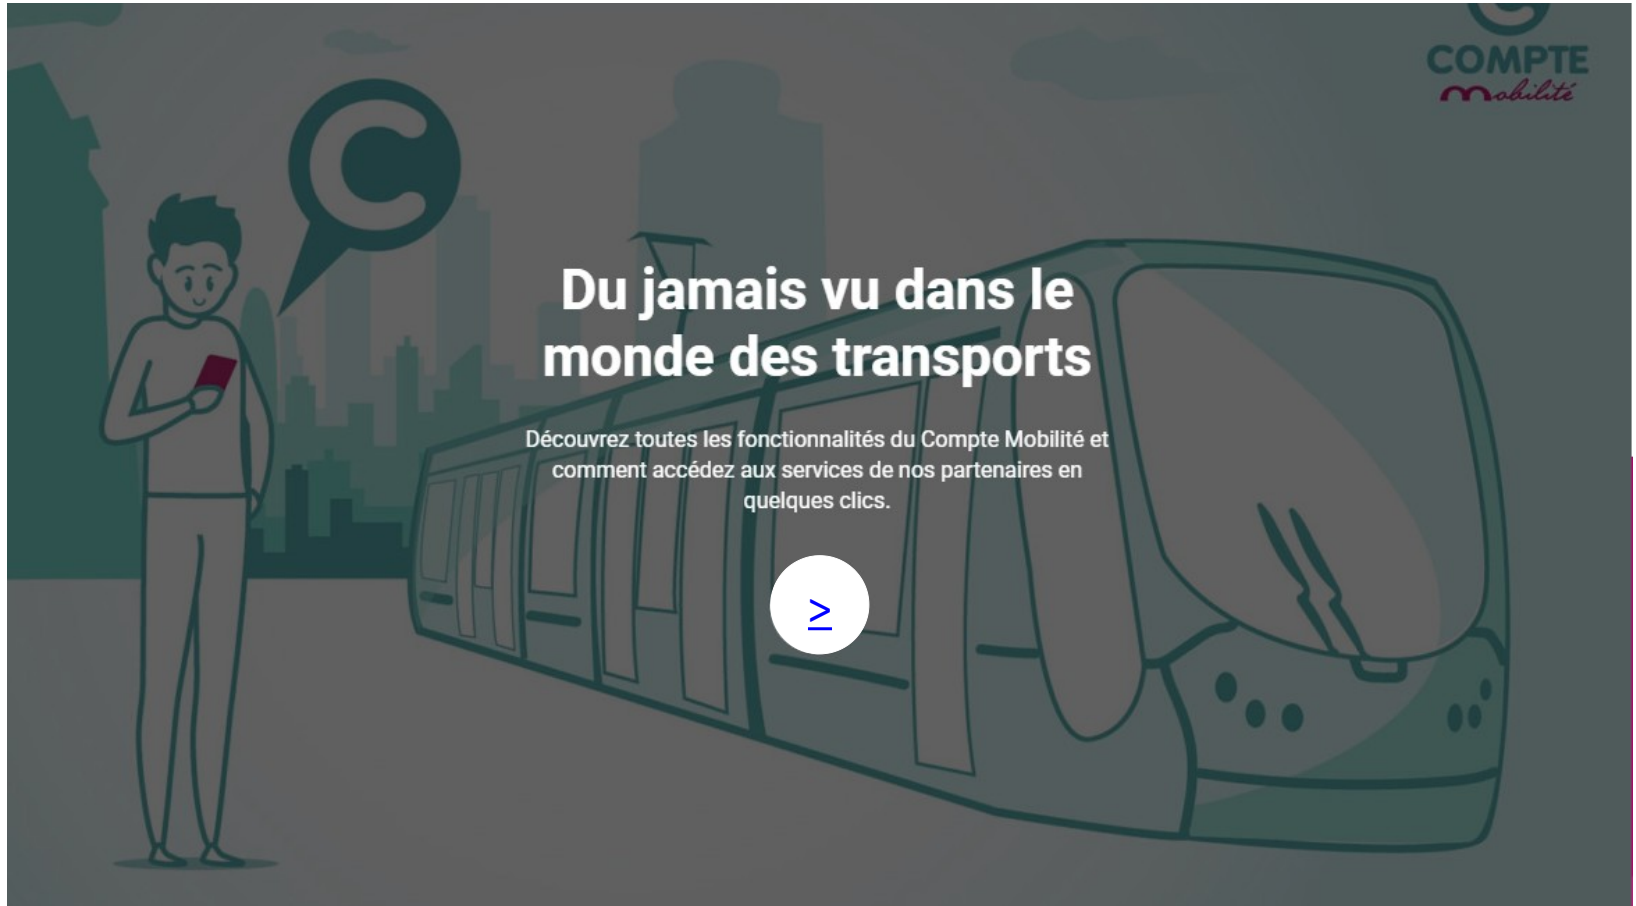 COMPTE
mobilité
C
Du jamais vu dans le
monde des transports
Découvrez toutes les fonctionnalités du Compte Mobilité et
comment accédez aux services de nos partenaires en
quelques clics.
>